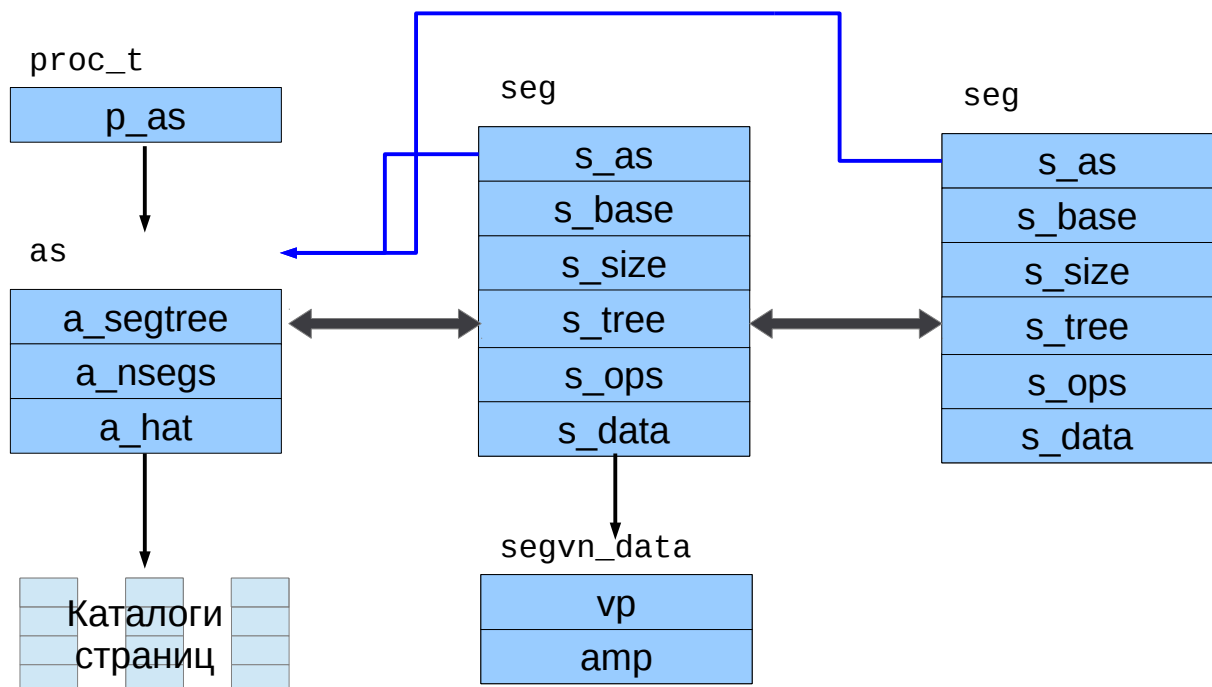 proc_t
p_as
as
a_segtree
a_nsegs
a_hat
Каталоги
страниц
seg
s_as
s_base
s_size
s_tree
s_ops
s_data
segvn_data
vp
amp
seg
s_as
s_base
s_size
s_tree
s_ops
s_data